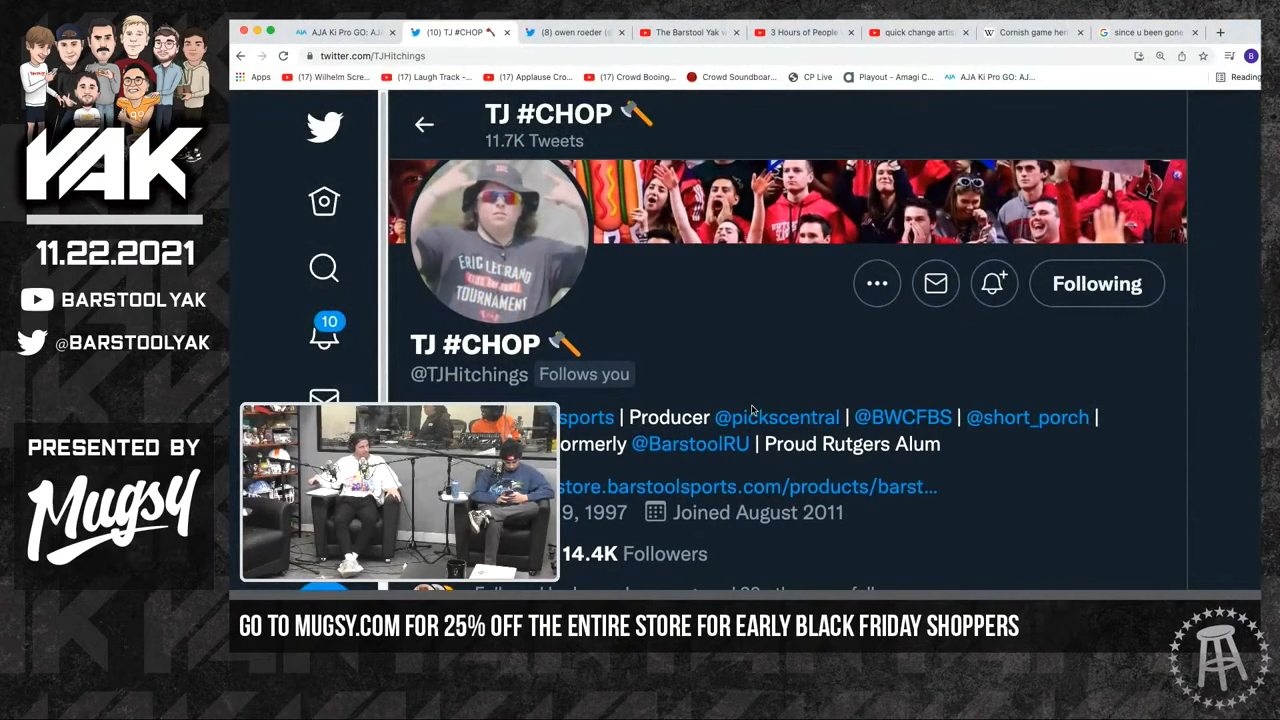 YAK
11.22.2021
BARSTOOLYAK
@BARSTOOLYAK
PRESENTED BY
Mugsy
AJA Ki Pro GO: AJ
(10) TJ #CHOP
(8) owen roeder (
The Barstool Yak w
3 Hours of People
quick change artis
Cornish game her
since u been gone
twitter.com/TJHitchings
Apps
(17) Wilhelm Scre...
(17) Laugh Track -...
(17) Applause Cro...
(17) Crowd Booing,...
Crowd Soundboar...
CP Live
Playout – Amagi C...
AJA Ki Pro GO: AJ...
Reading
TJ #CHOP
11.7K Tweets
ERIC LEGRAND
TOURNAMENT
Following
10
TJ #CHOP
@TJHitchings Follows you
sports | Producer @pickscentral | @BWCFBS | @short_porch |
ormerly @BarstoolRU | Proud Rutgers Alum
store.barstoolsports.com/products/barst...
9, 1997 Joined August 2011
14.4K Followers
GO TO MUGSY.COM FOR 25% OFF THE ENTIRE STORE FOR EARLY BLACK FRIDAY SHOPPERS